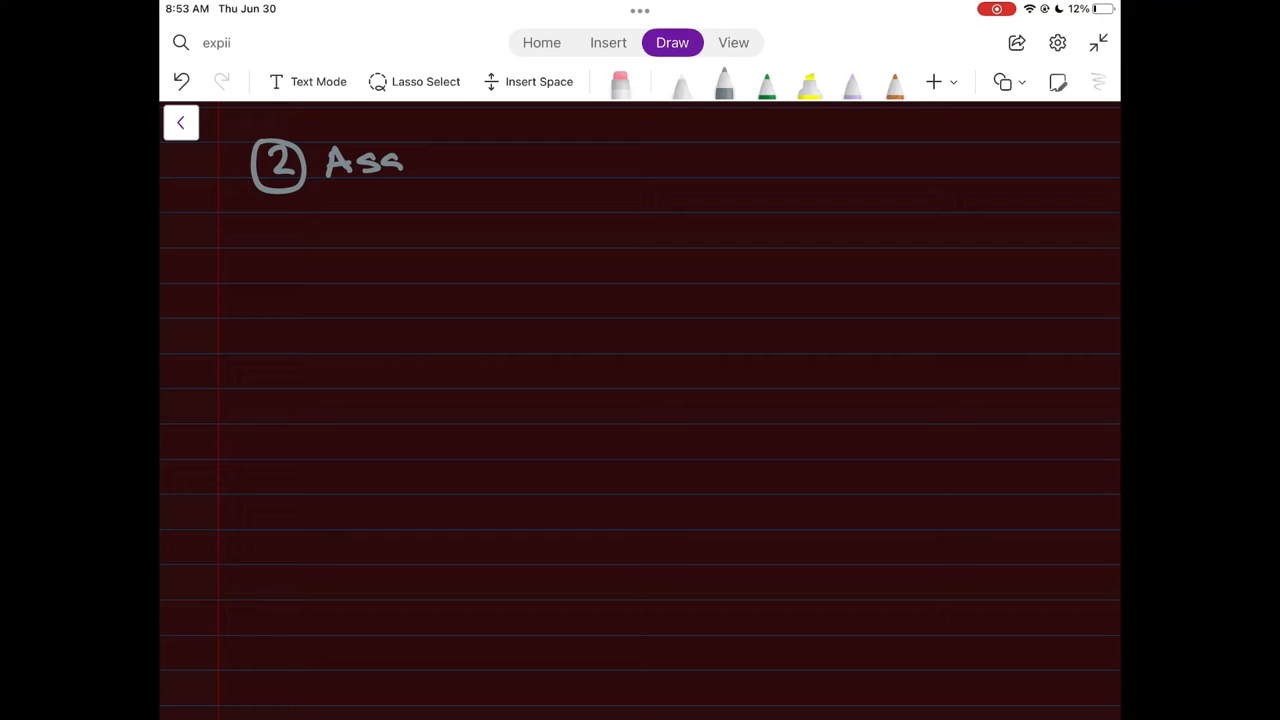 8:53 AM Thu Jun 30 12%
expii Home Insert Draw View
Text Mode Lasso Select Insert Space
2 Ass